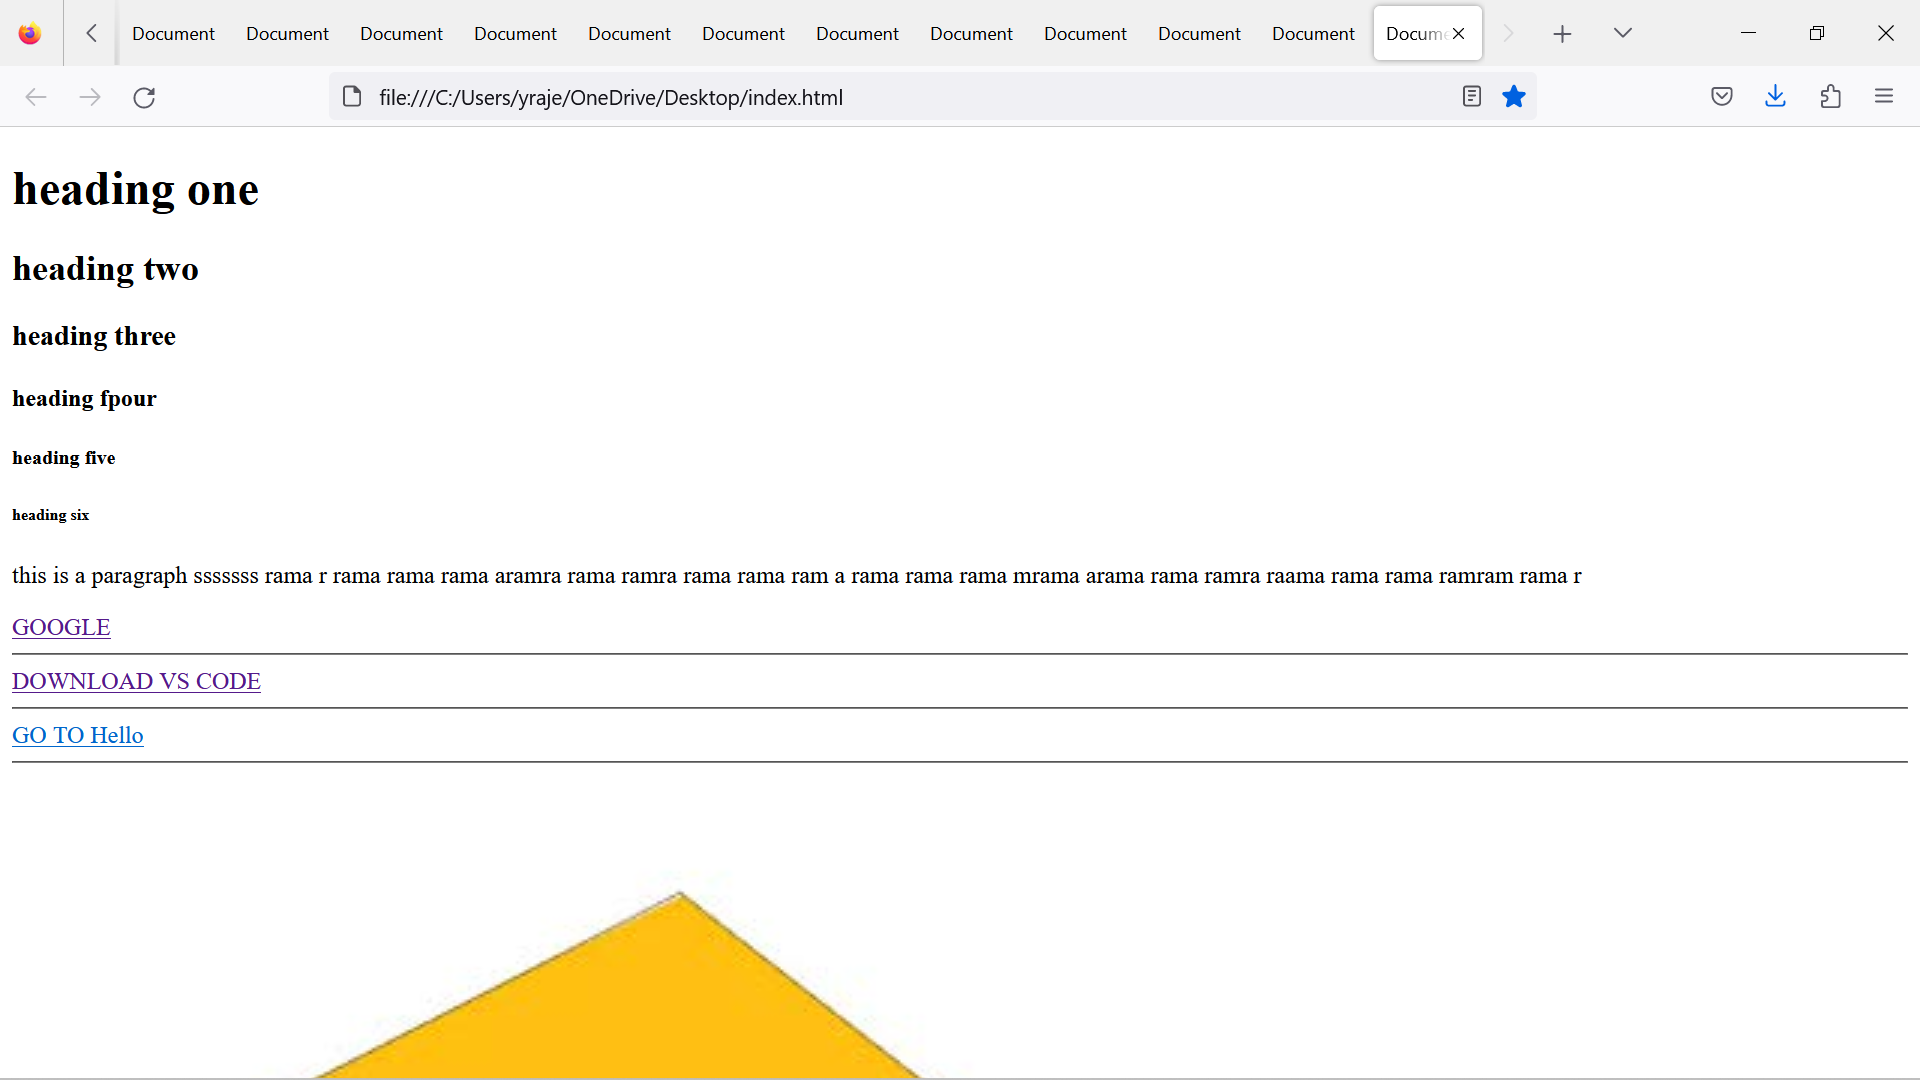 Document Document Document Document Document Document Document Document Document Document Document Docum
file:///C:/Users/yraje/OneDrive/Desktop/index.html
heading one
heading two
heading three
heading fpour
heading five
heading six
this is a paragraph sssssss rama r rama rama rama aramra rama ramra rama rama ram a rama rama rama mrama arama rama ramra raama rama rama ramram rama r
GOOGLE
DOWNLOAD VS CODE
GO TO Hello